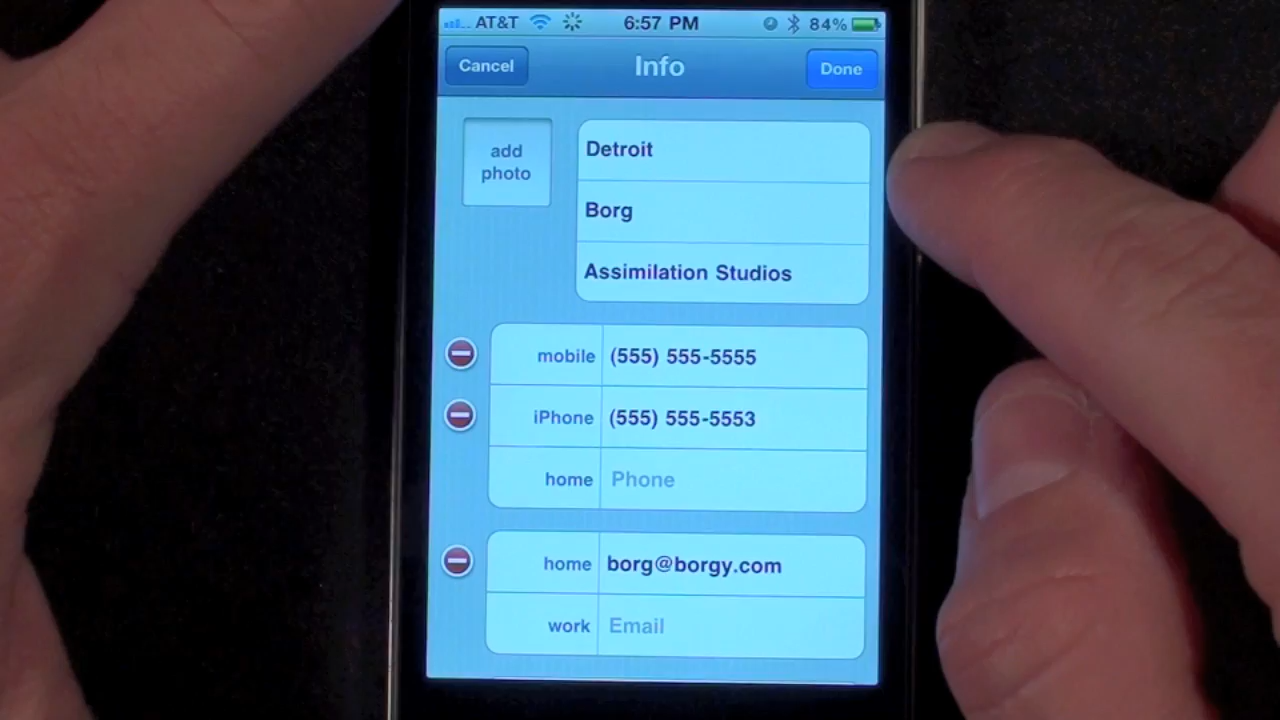 AT&T 6:57 PM 84%
Cancel Info Done
add
photo
Detroit
Borg
Assimilation Studios
mobile (555) 555-5555
iPhone (555) 555-5553
home Phone
home borg@borgy.com
work Email